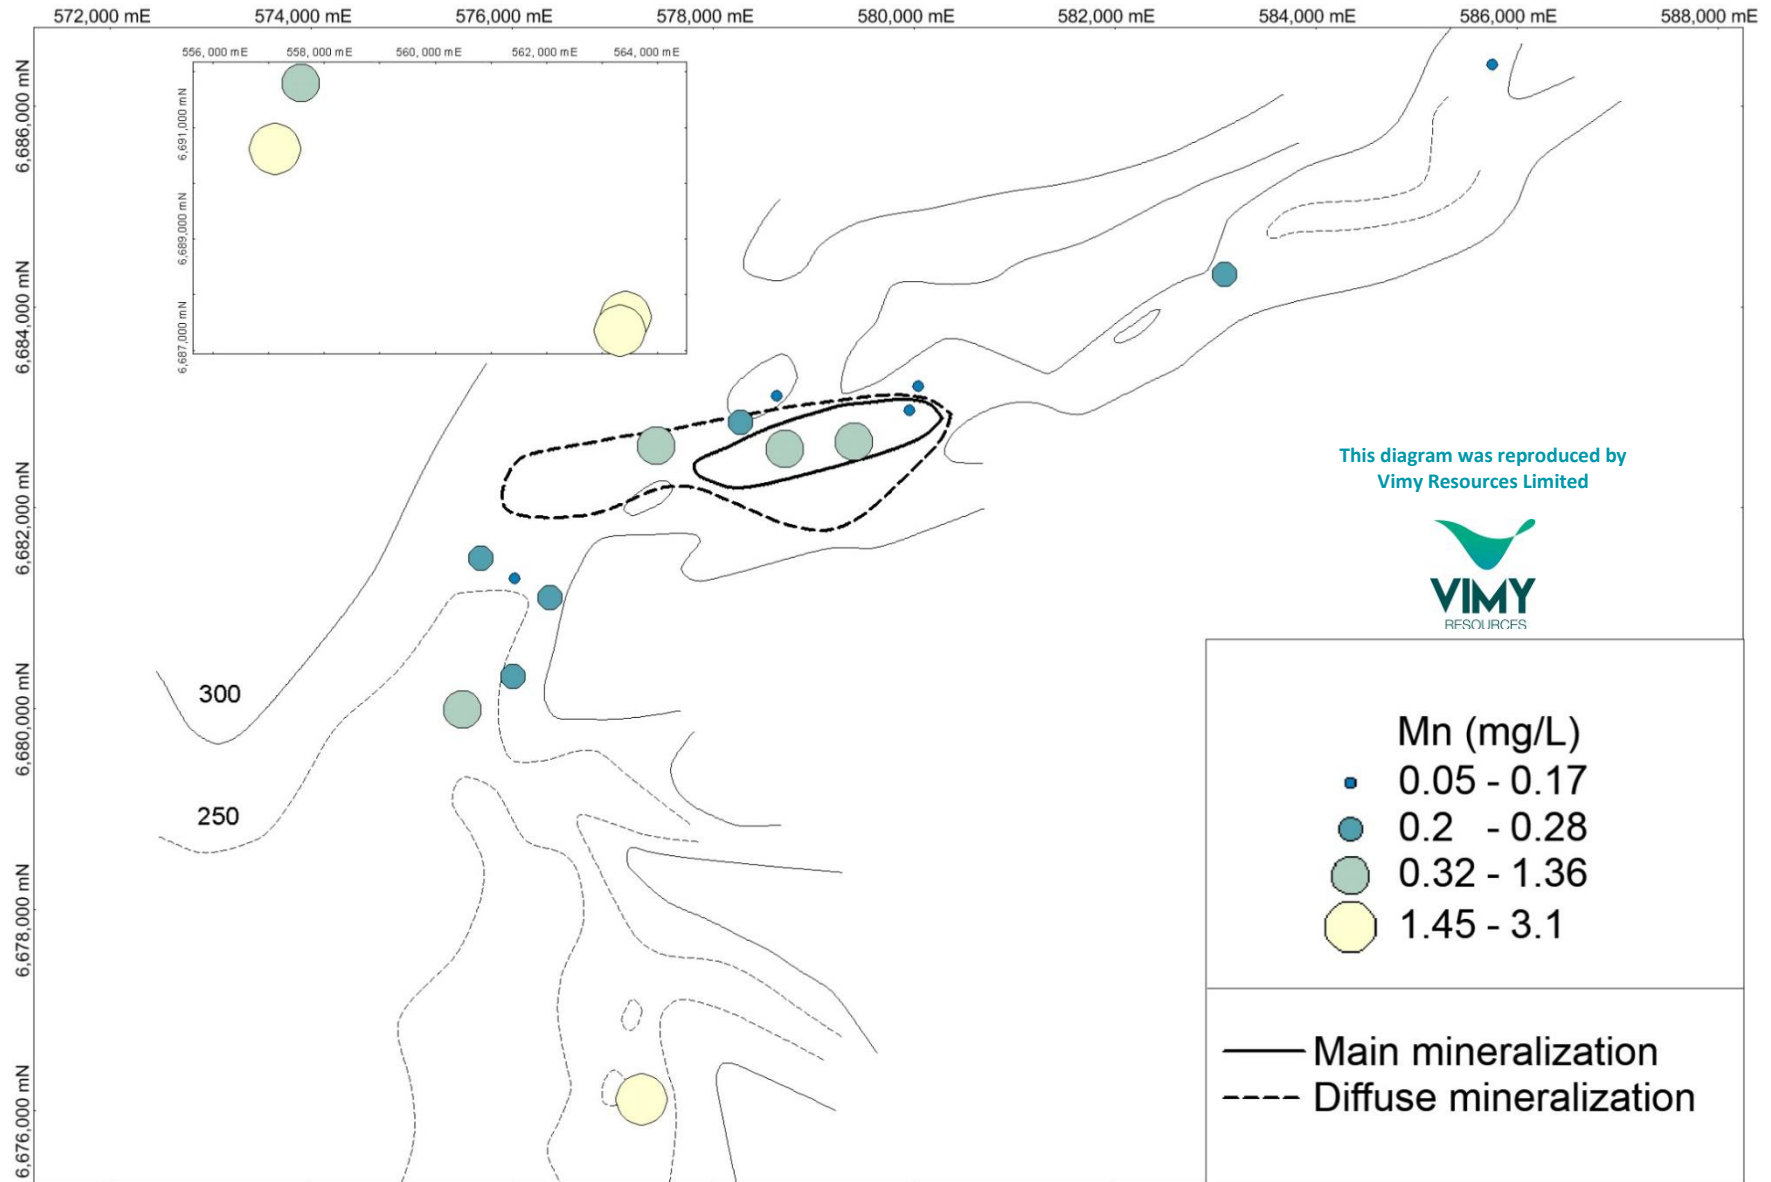 572,000 mE 574,000 mE 576,000 mE 578,000 mE 580,000 mE 582,000 mE 584,000 mE 586,000 mE 588,000 mE
556,000 mE 558,000 mE 560,000 mE 562,000 mE 564,000 mE
6,691,000 mN
6,689,000 mN
6,687,000 mN
6,686,000 mN
6,684,000 mN
6,682,000 mN
6,680,000 mN
6,678,000 mN
6,676,000 mN
300
250
This diagram was reproduced by
Vimy Resources Limited
VIMY
RESOURCES
Mn (mg/L)
0.05 - 0.17
0.2 - 0.28
0.32 - 1.36
1.45 - 3.1
Main mineralization
Diffuse mineralization